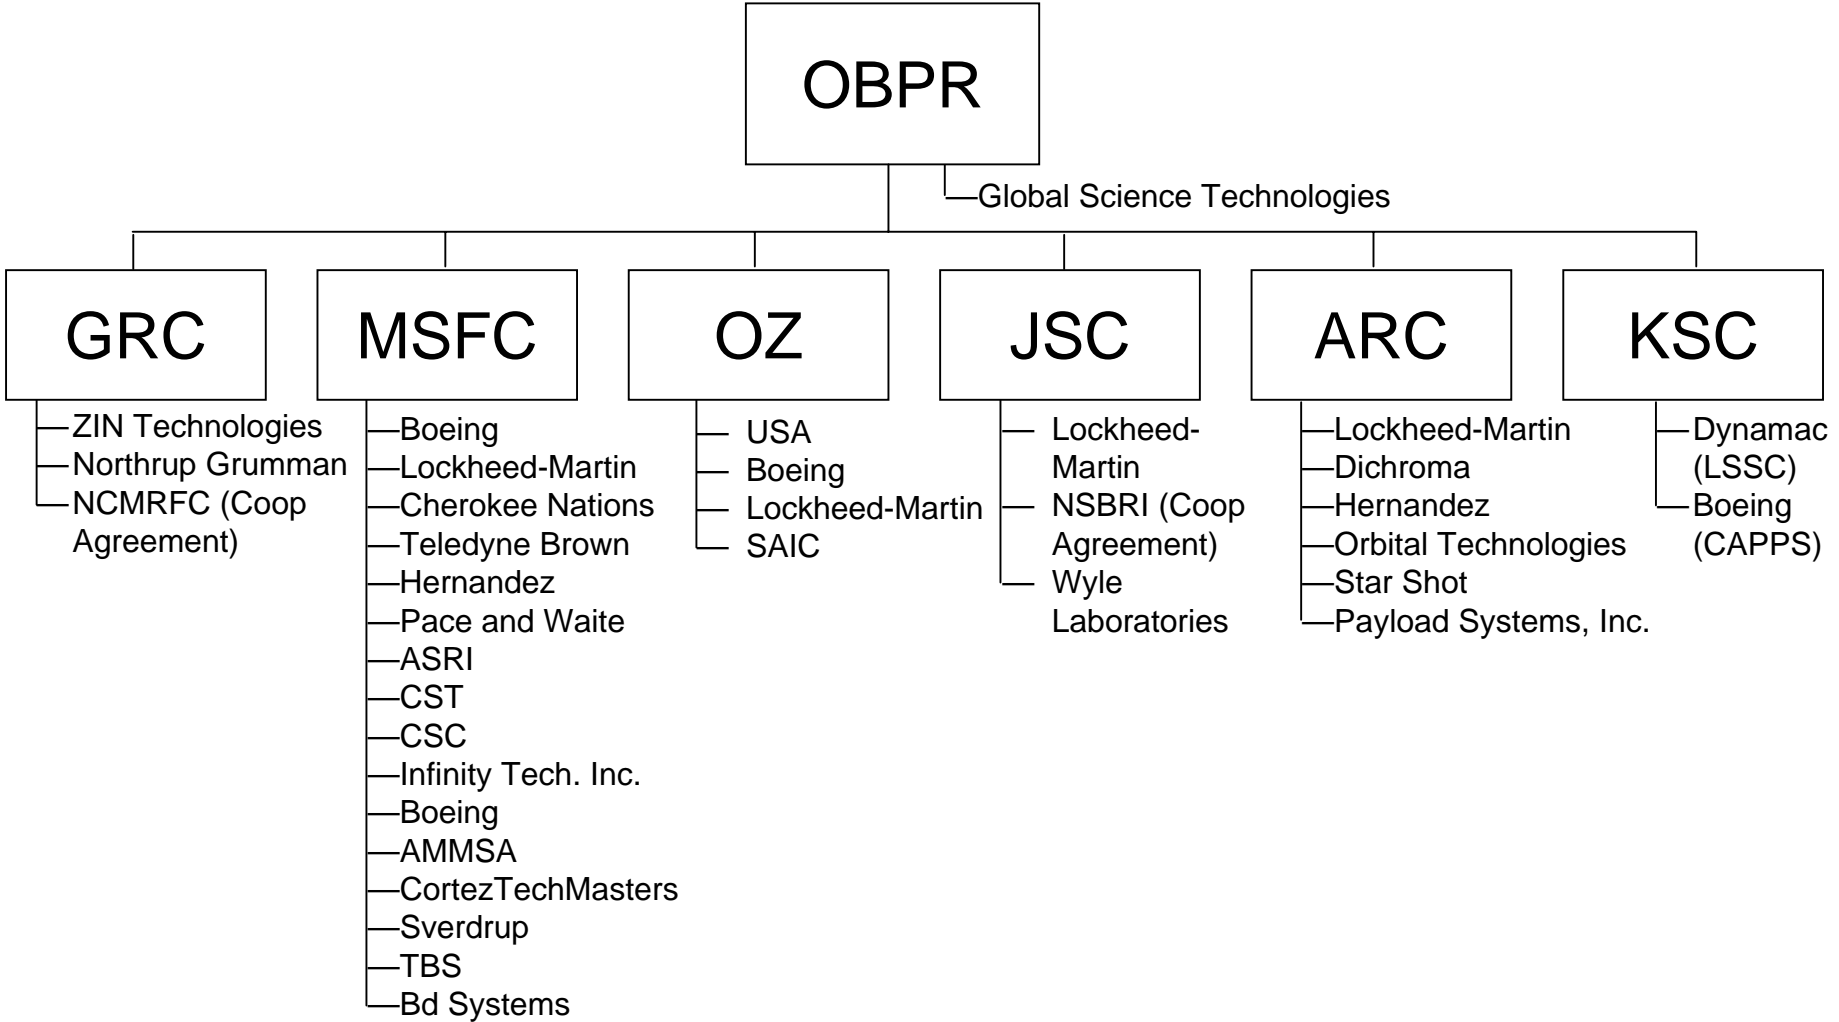 OBPR
Global Science Technologies
GRC
ZIN Technologies
Northrup Grumman
NCMRFC (Coop
Agreement)
MSFC
Boeing
Lockheed-Martin
Cherokee Nations
Teledyne Brown
Hernandez
Pace and Waite
ASRI
CST
CSC
Infinity Tech. Inc.
Boeing
AMMSA
CortezTechMasters
Sverdrup
TBS
Bd Systems
OZ
USA
Boeing
Lockheed-Martin
SAIC
JSC
Lockheed-
Martin
NSBRI (Coop
Agreement)
Wyle
Laboratories
ARC
Lockheed-Martin
Dichroma
Hernandez
Orbital Technologies
Star Shot
Payload Systems, Inc.
KSC
Dynamac
(LSSC)
Boeing
(CAPPS)